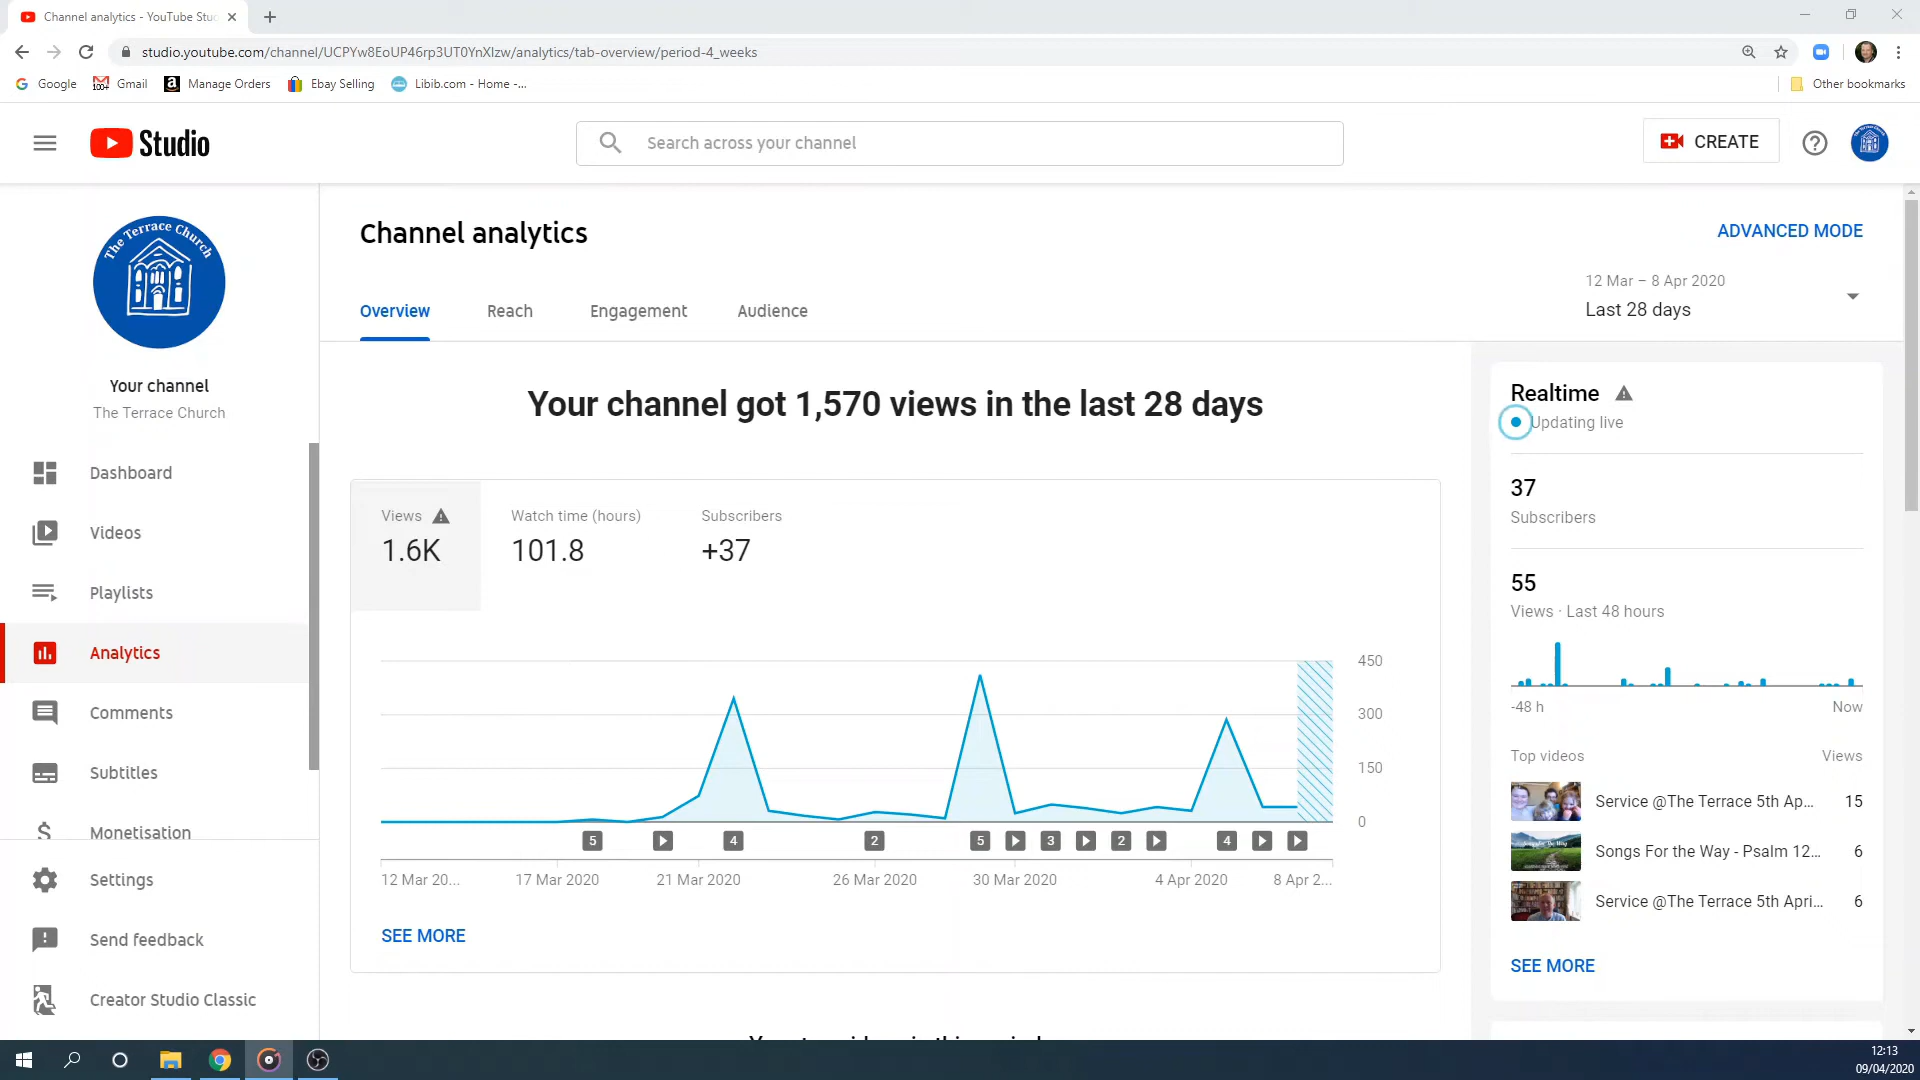 Channel analytics - YouTube Stu
studio.youtube.com/channel/UCPYw8EoUP46rp3UT0YnXIzw/analytics/tab-overview/period-4_weeks
Google
Gmail
Manage Orders
Ebay Selling
Libib.com - Home -...
Other bookmarks
Studio
Search across your channel
CREATE
The Terrace Church
Your channel
The Terrace Church
Dashboard
Videos
Playlists
Analytics
Comments
Subtitles
Monetisation
Settings
Send feedback
Creator Studio Classic
Channel analytics
ADVANCED MODE
12 Mar – 8 Apr 2020
Last 28 days
Overview
Reach
Engagement
Audience
Your channel got 1,570 views in the last 28 days
Views
1.6K
Watch time (hours)
101.8
Subscribers
+37
450
300
150
0
5 4 2 5 3 2 4
12 Mar 20...
17 Mar 2020
21 Mar 2020
26 Mar 2020
30 Mar 2020
4 Apr 2020
8 Apr 2...
SEE MORE
Realtime
Updating live
37
Subscribers
55
Views · Last 48 hours
-48 h
Now
Top videos
Views
Service @The Terrace 5th Ap...
15
Songs For the Way - Psalm 12...
6
Service @The Terrace 5th Apri...
6
SEE MORE
12:13
09/04/2020